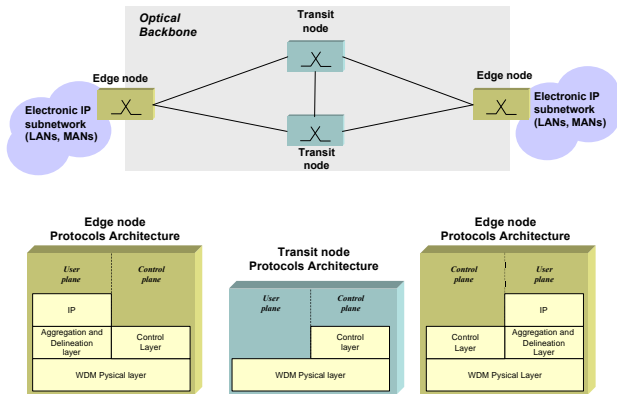 Optical
Backbone
Transit
node
Edge node
Edge node
Electronic IP
subnetwork
(LANs, MANs)
Electronic IP
subnetwork
(LANs, MANs)
Transit
node
Edge node
Protocols Architecture
User
plane
Control
plane
IP
Aggregation and
Delineation
layer
Control
Layer
WDM Pysical layer
Transit node
Protocols Architecture
User
plane
Control
plane
Control
layer
WDM Pysical layer
Edge node
Protocols Architecture
Control
plane
User
plane
IP
Control
Layer
Aggregation and
Delineation
Layer
WDM Pysical Layer